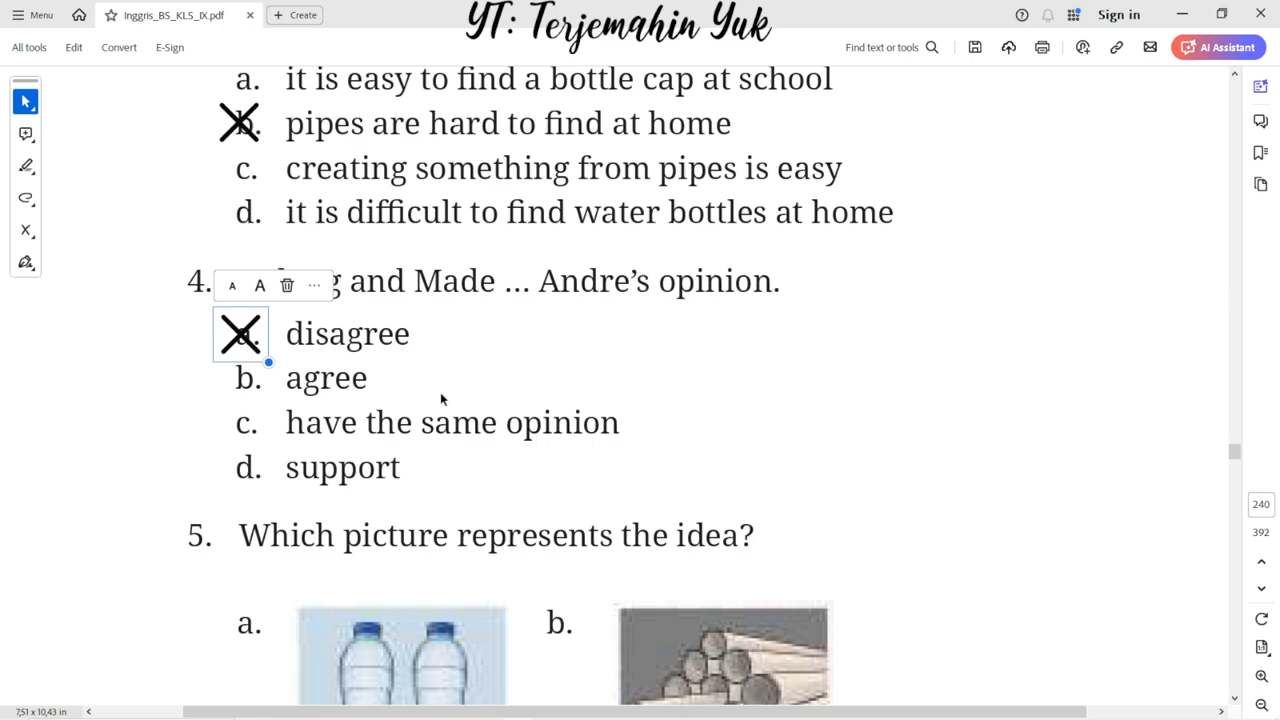 Menu
Inggris_BS_KLS_IX.pdf
Create
YT: Terjemahin Yuk
Sign in
All tools
Edit
Convert
E-Sign
Find text or tools
AI Assistant
a. it is easy to find a bottle cap at school
b. pipes are hard to find at home
c. creating something from pipes is easy
d. it is difficult to find water bottles at home
4. g and Made ... Andre’s opinion.
A A ...
a. disagree
b. agree
c. have the same opinion
d. support
5. Which picture represents the idea?
a. b.
240
392
7,51 x 10,43 in